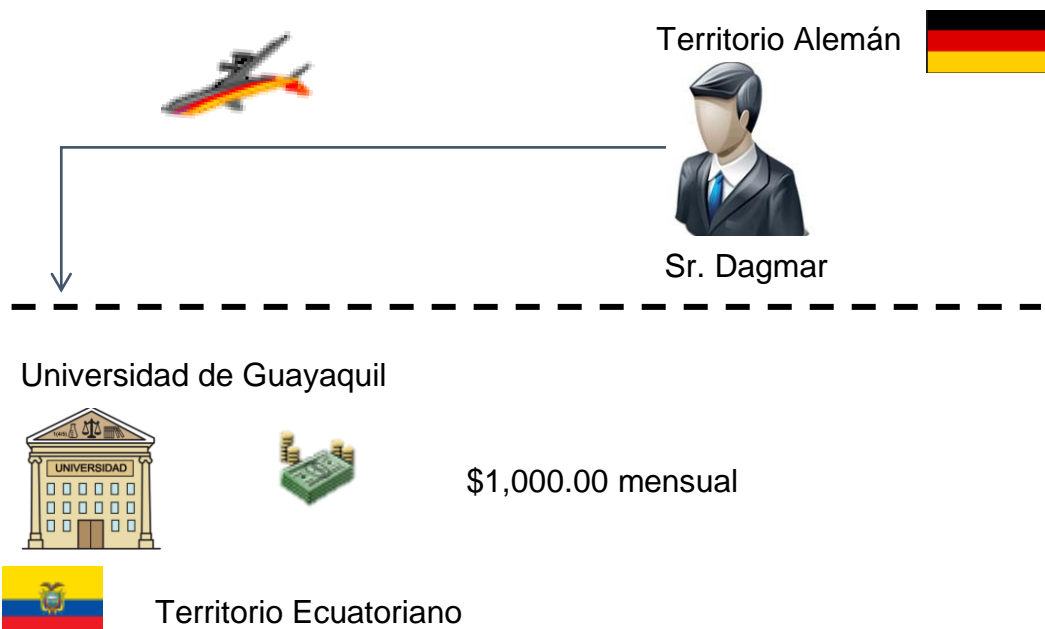 Territorio Alemán
Sr. Dagmar
Universidad de Guayaquil
UNIVERSIDAD
$1,000.00 mensual
Territorio Ecuatoriano